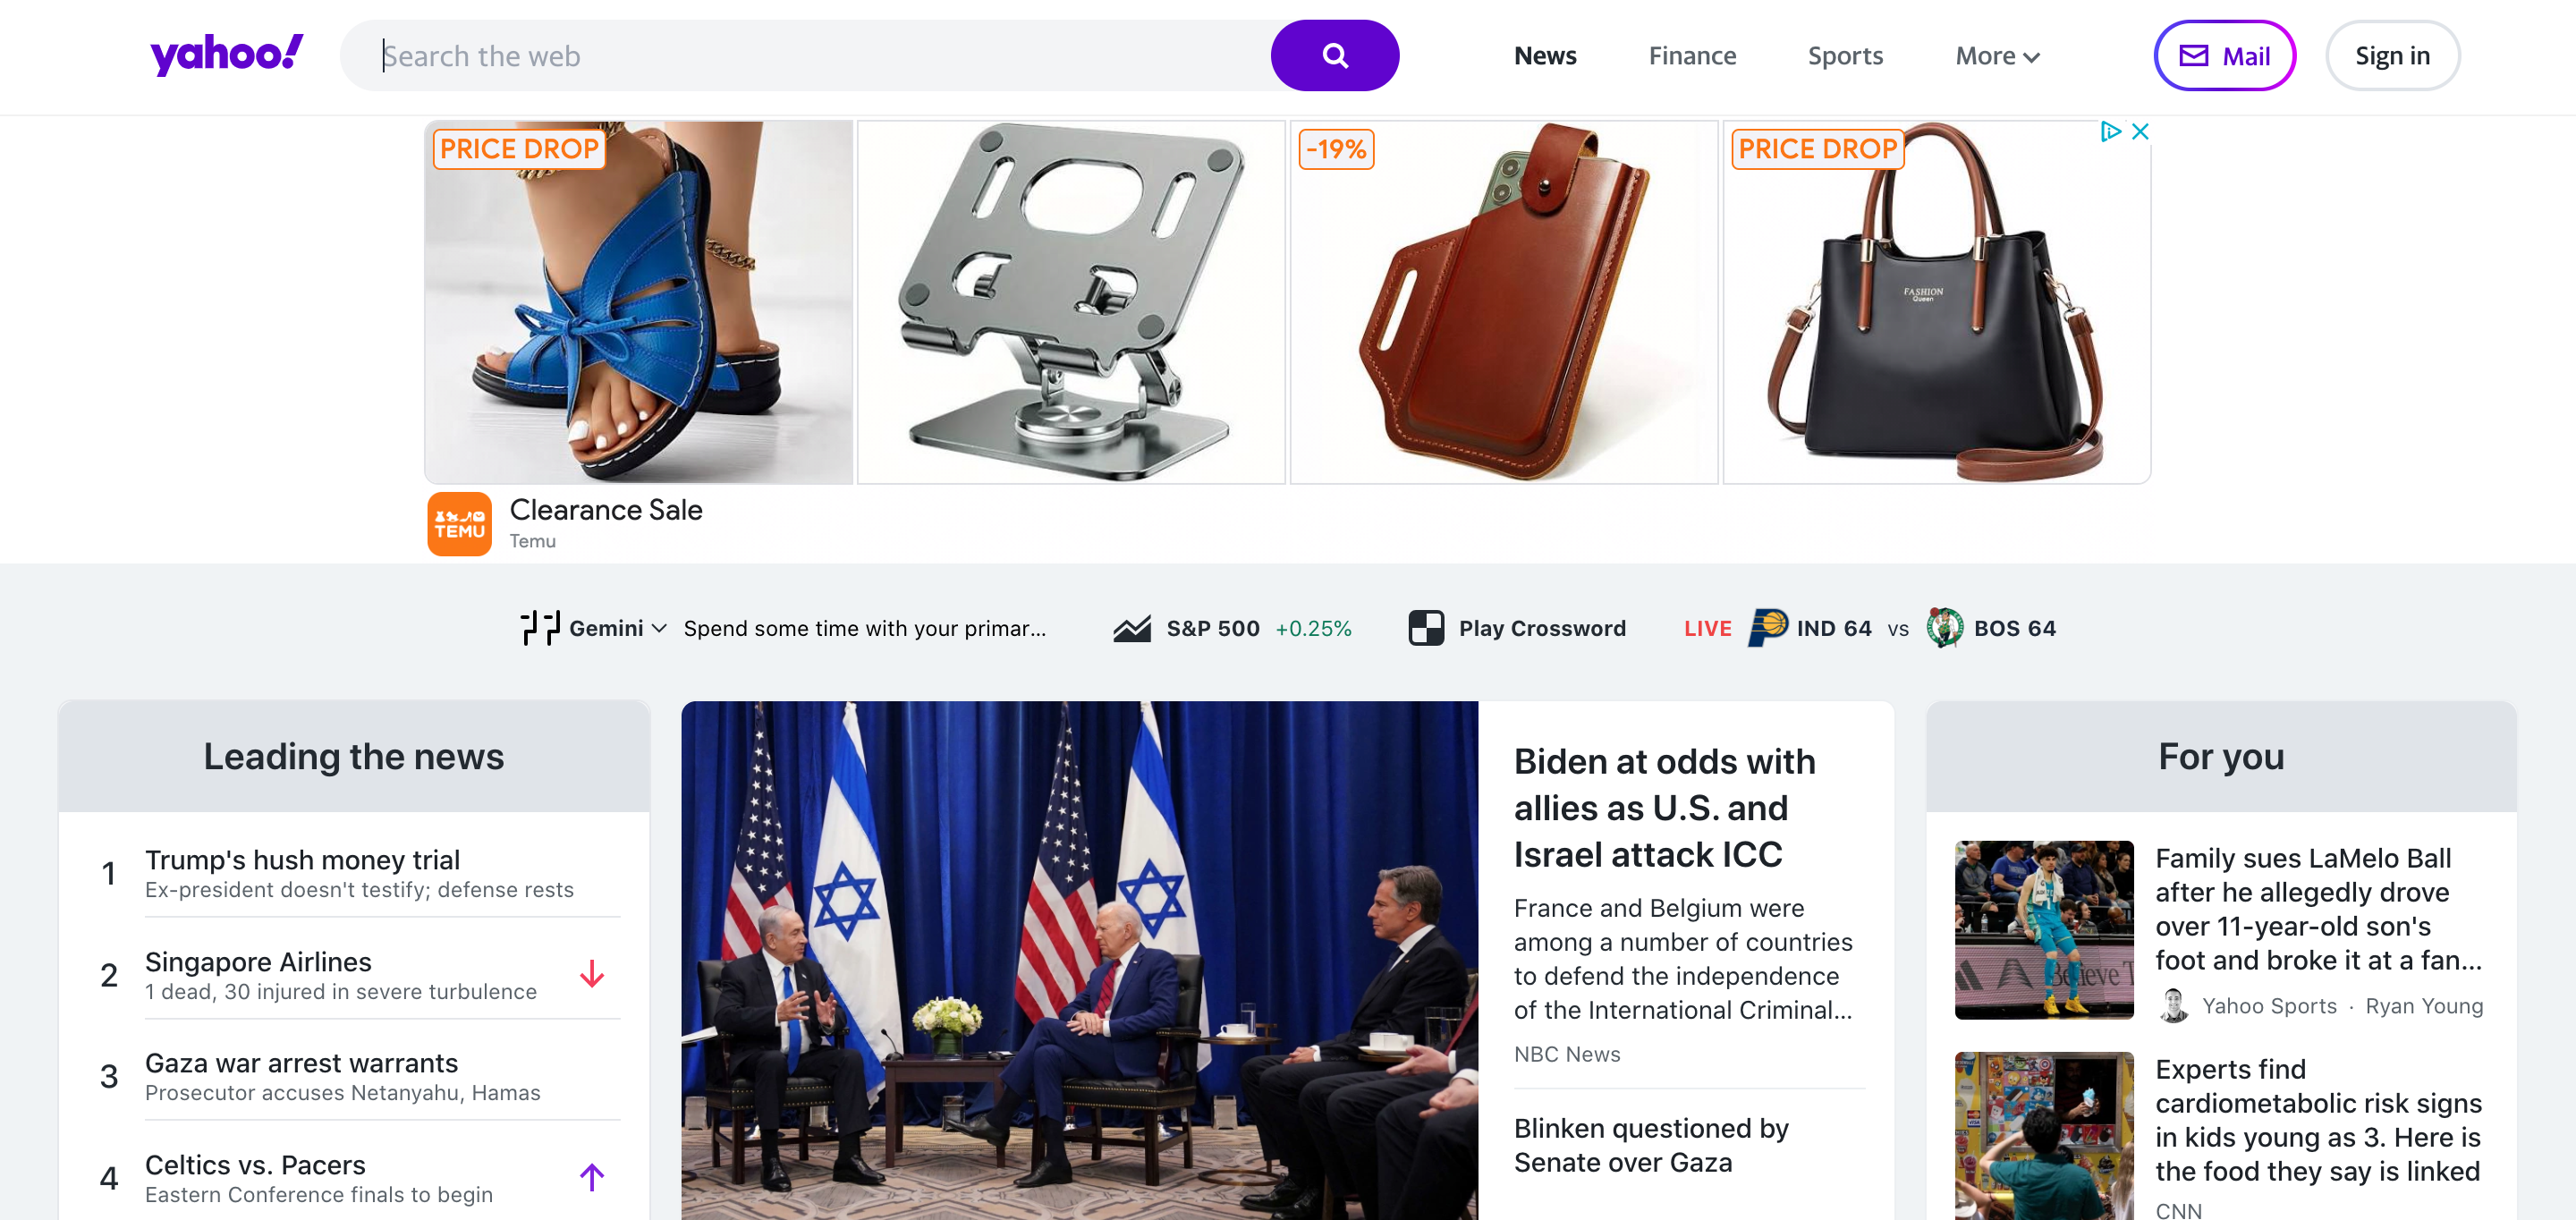 yahoo!
Search the web
News
Finance
Sports
More
Mail
Sign in
PRICE DROP
-19%
PRICE DROP
FASHION
Queen
TEMU
Clearance Sale
Temu
Gemini
Spend some time with your primar...
S&P 500 +0.25%
Play Crossword
LIVE IND 64 vs BOS 64
Leading the news
1 Trump's hush money trial
Ex-president doesn't testify; defense rests
2 Singapore Airlines
1 dead, 30 injured in severe turbulence
3 Gaza war arrest warrants
Prosecutor accuses Netanyahu, Hamas
4 Celtics vs. Pacers
Eastern Conference finals to begin
Biden at odds with
allies as U.S. and
Israel attack ICC
France and Belgium were
among a number of countries
to defend the independence
of the International Criminal...
NBC News
Blinken questioned by
Senate over Gaza
For you
Believe
Family sues LaMelo Ball
after he allegedly drove
over 11-year-old son's
foot and broke it at a fan...
Yahoo Sports · Ryan Young
Experts find
cardiometabolic risk signs
in kids young as 3. Here is
the food they say is linked
CNN